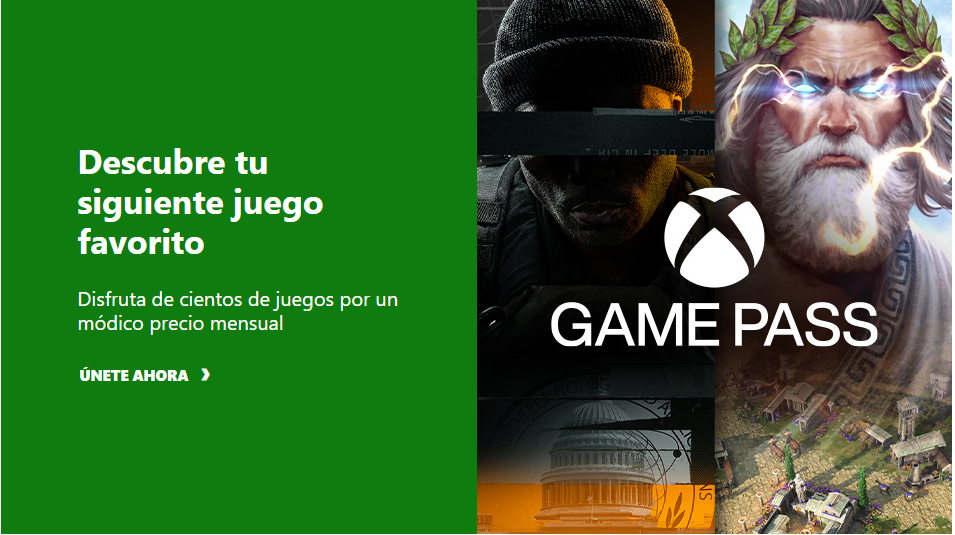 Descubre tu
siguiente juego
favorito
Disfruta de cientos de juegos por un
módico precio mensual
ÚNETE AHORA
GAME PASS